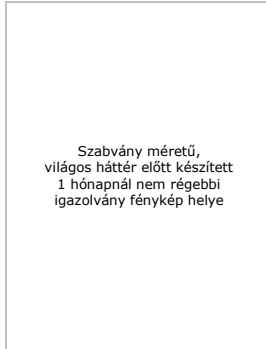 Szabvány méretű,
világos háttér előtt készített
1 hónapnál nem régebbi
igazolvány fénykép helye